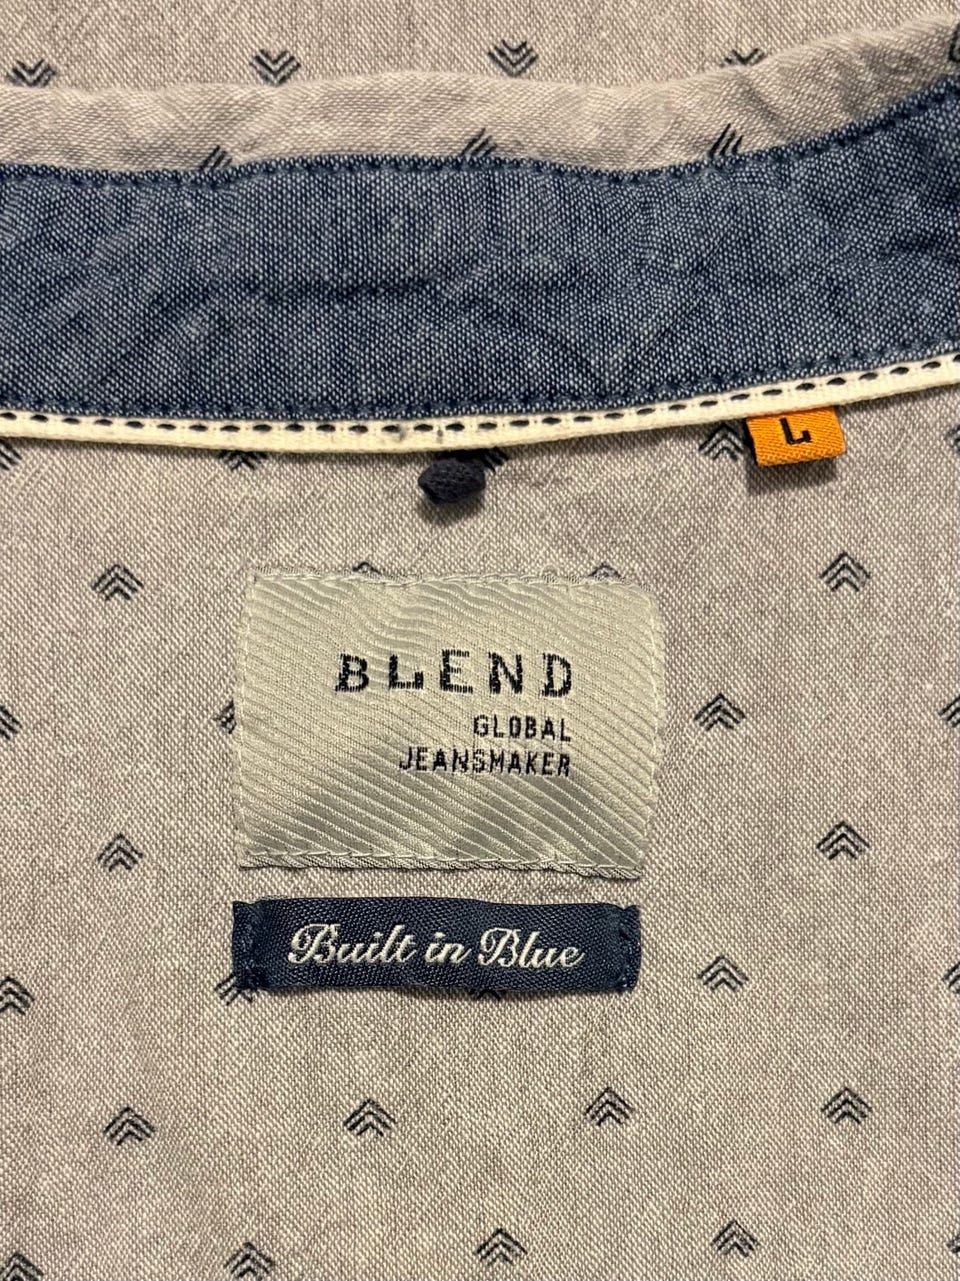 L
BLEND
GLOBAL
JEANSMAKER
Built in Blue